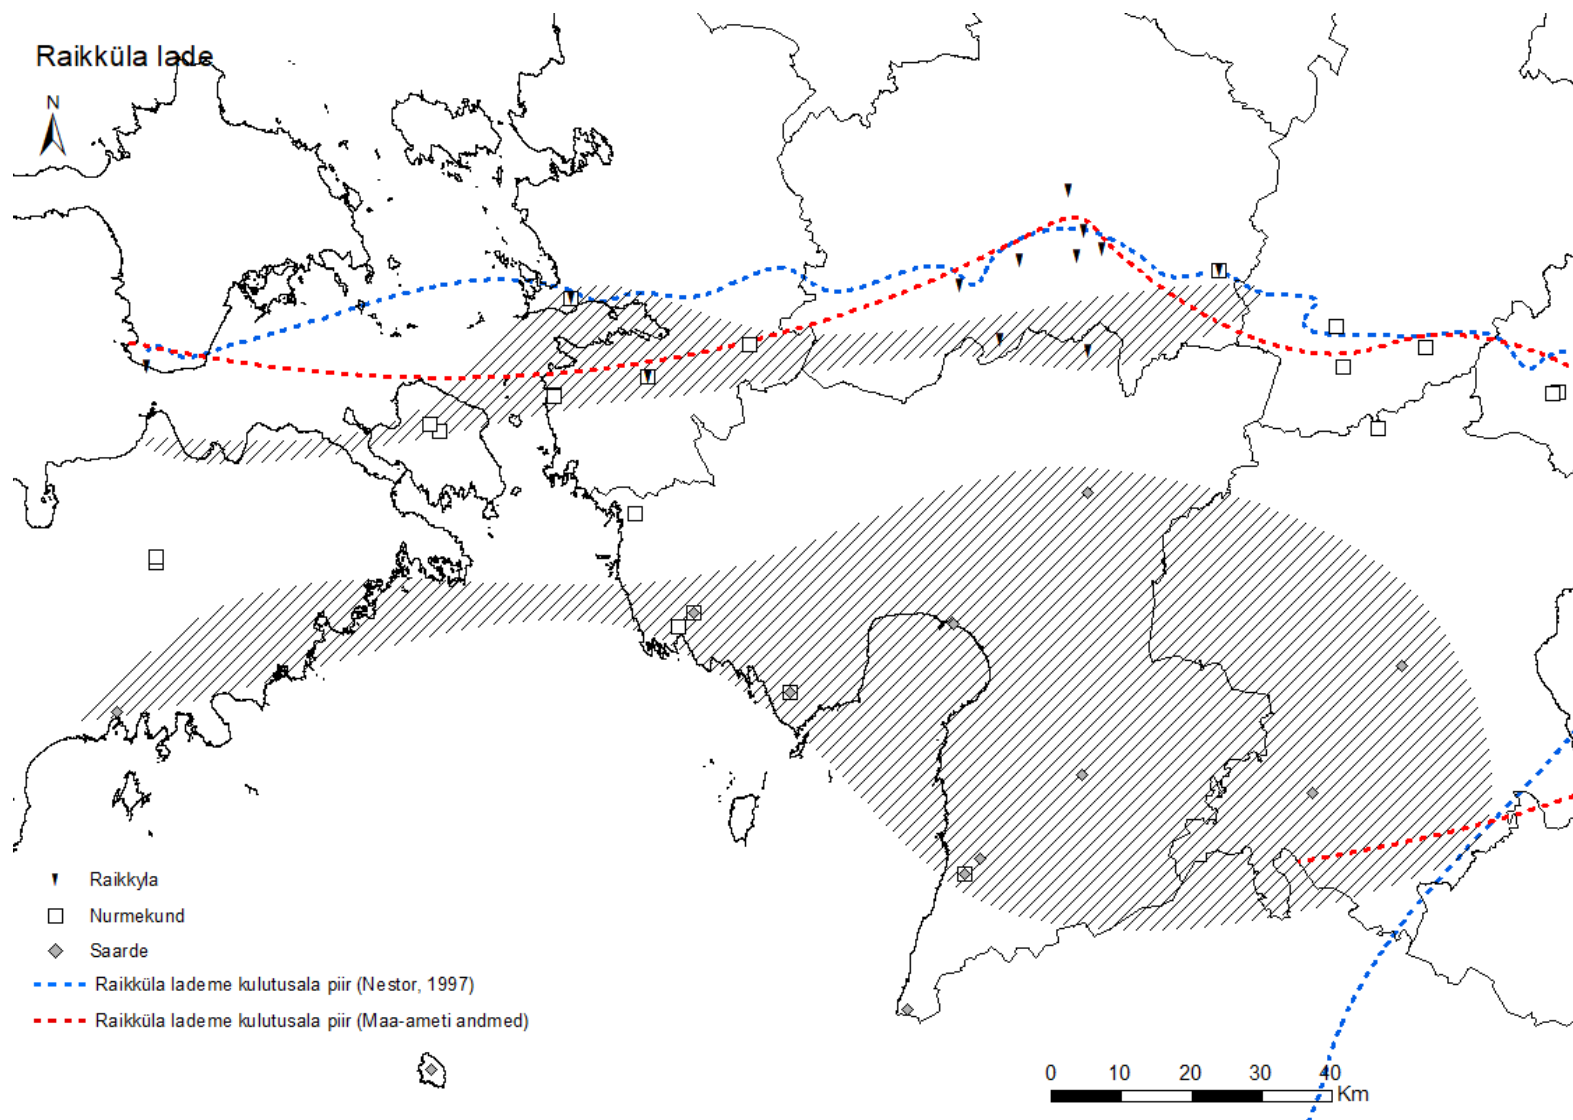 Raikküla lade
N
Raikkyla
Nurmekund
Saarde
Raikküla lademe kulutusala piir (Nestor, 1997)
Raikküla lademe kulutusala piir (Maa-ameti andmed)
0 10 20 30 40
Km